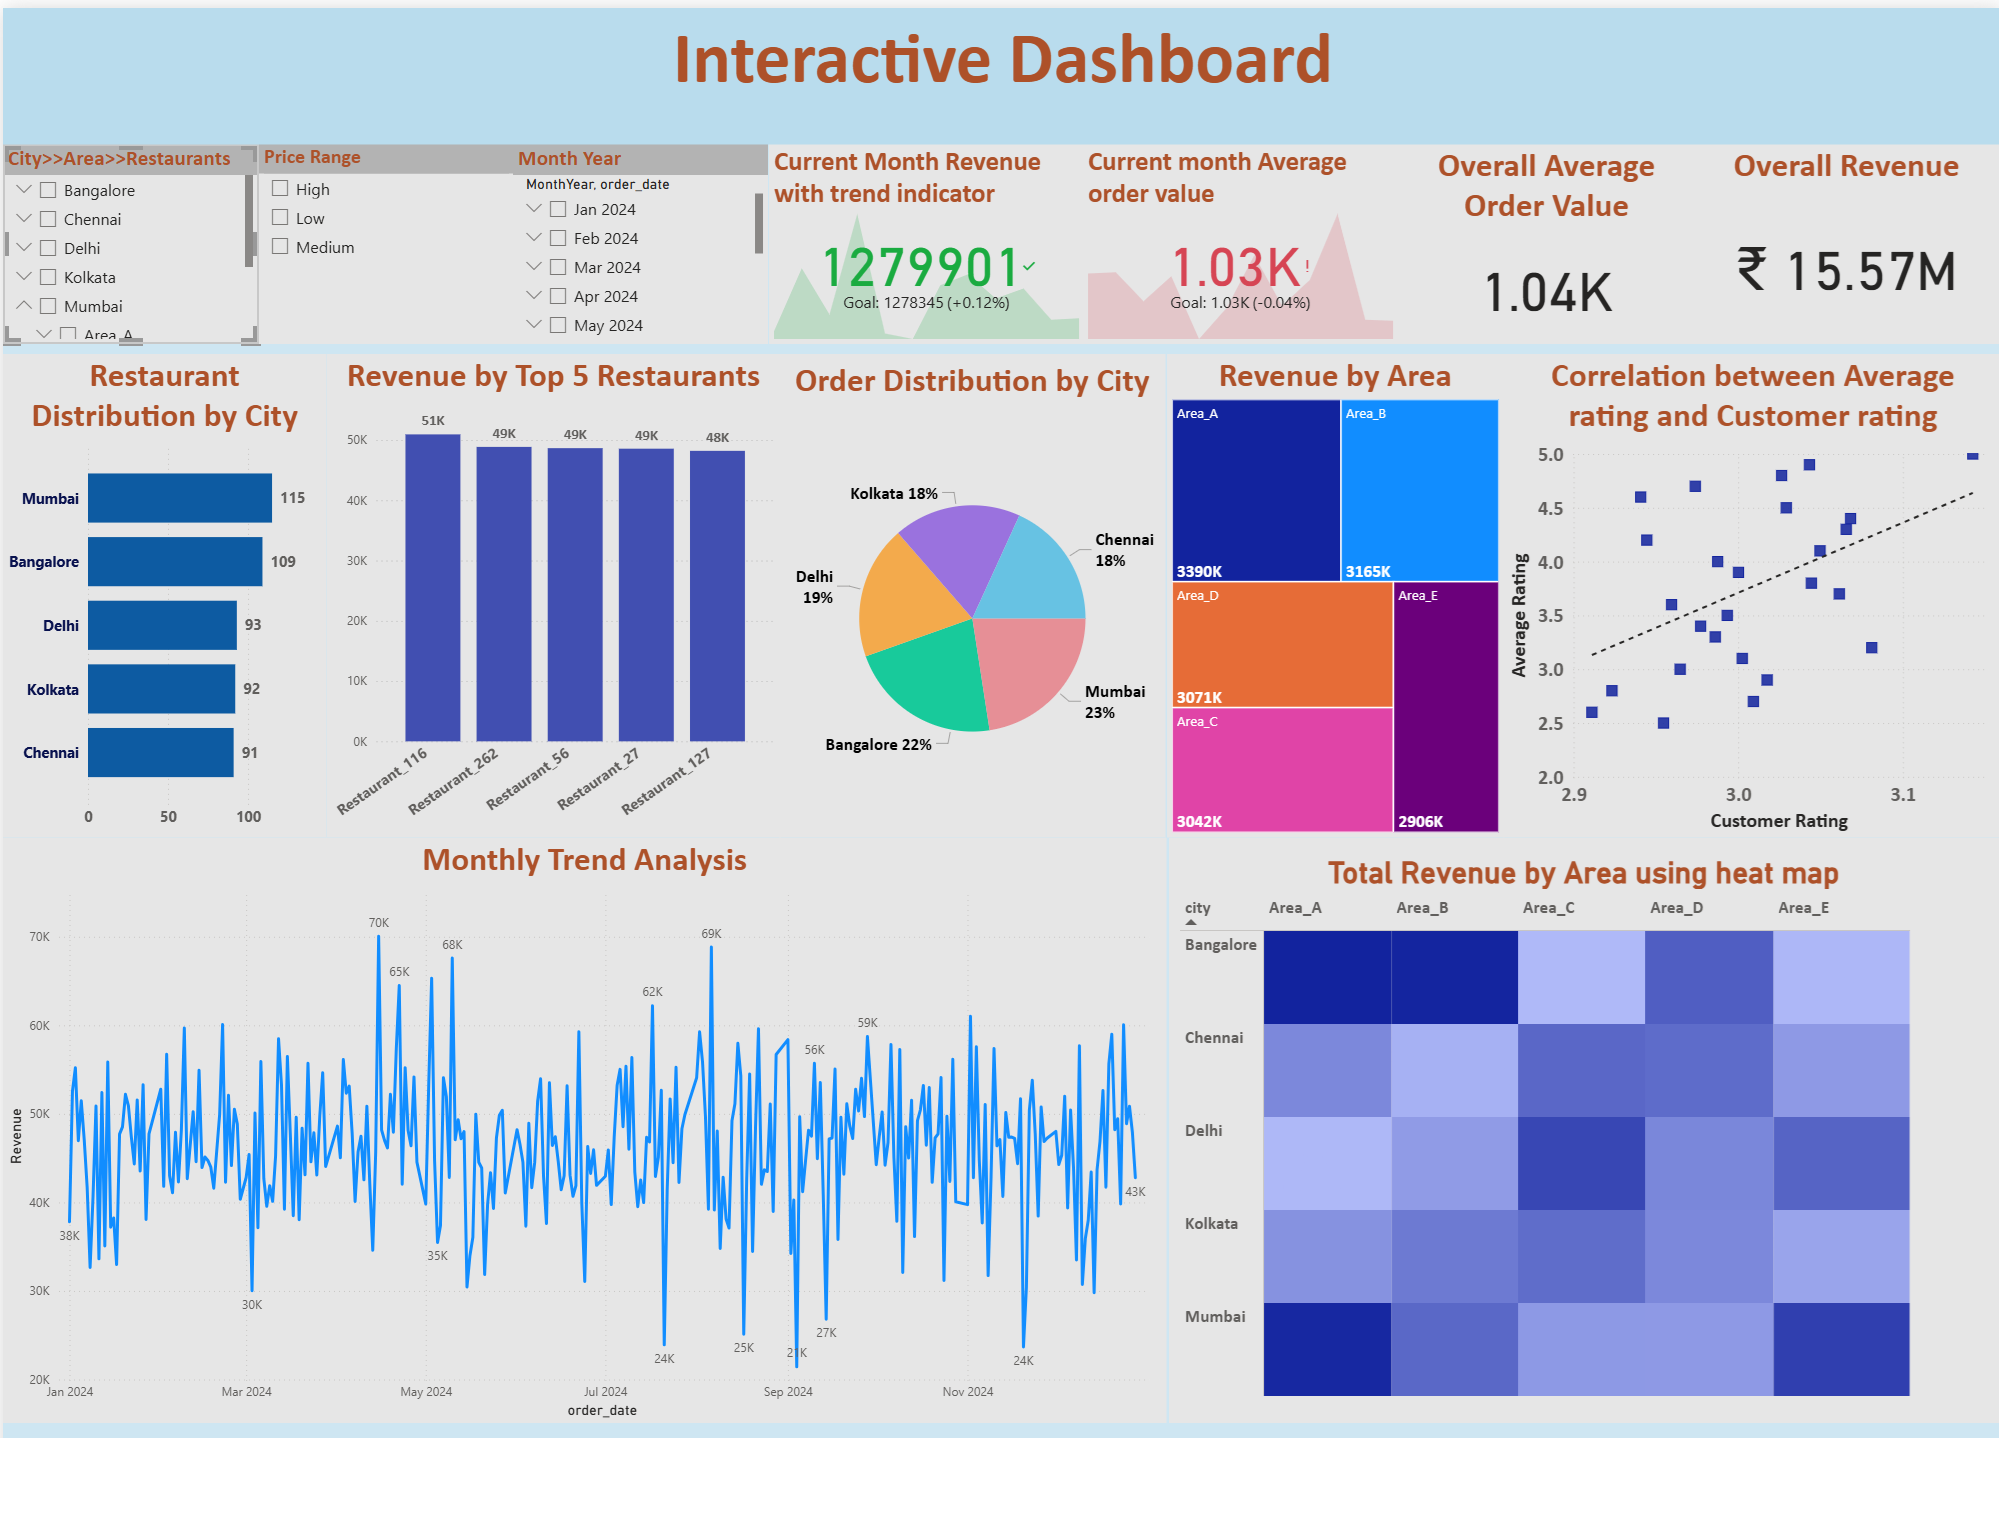 Interactive Dashboard
City>>Area>>Restaurants
Bangalore
Chennai
Delhi
Kolkata
Mumbai
Area A
Price Range
High
Low
Medium
Month Year
MonthYear, order_date
Jan 2024
Feb 2024
Mar 2024
Apr 2024
May 2024
Current Month Revenue
with trend indicator
1279901
Goal: 1278345 (+0.12%)
Current month Average
order value
1.03K!
Goal: 1.03K (-0.04%)
Overall Average
Order Value
1.04K
Overall Revenue
₹ 15.57M
Restaurant
Distribution by City
Mumbai 115
Bangalore 109
Delhi 93
Kolkata 92
Chennai 91
0 50 100
Revenue by Top 5 Restaurants
50K
40K
30K
20K
10K
0K
51K 49K 49K 49K 48K
Restaurant_116 Restaurant_262 Restaurant_56 Restaurant_27 Restaurant_127
Order Distribution by City
Kolkata 18%
Chennai
18%
Delhi
19%
Mumbai
23%
Bangalore 22%
Revenue by Area
Area_A
3390K
Area_B
3165K
Area_D
3071K
Area_E
2906K
Area_C
3042K
Correlation between Average
rating and Customer rating
Average Rating
5.0
4.5
4.0
3.5
3.0
2.5
2.0
2.9 3.0 3.1
Customer Rating
Monthly Trend Analysis
Revenue
70K
60K
50K
40K
30K
20K
38K
30K
70K
65K
35K
68K
62K
24K
69K
25K
56K
27K
59K
24K
43K
Jan 2024 Mar 2024 May 2024 Jul 2024 Sep 2024 Nov 2024
order_date
Total Revenue by Area using heat map
city Area_A Area_B Area_C Area_D Area_E
Bangalore
Chennai
Delhi
Kolkata
Mumbai